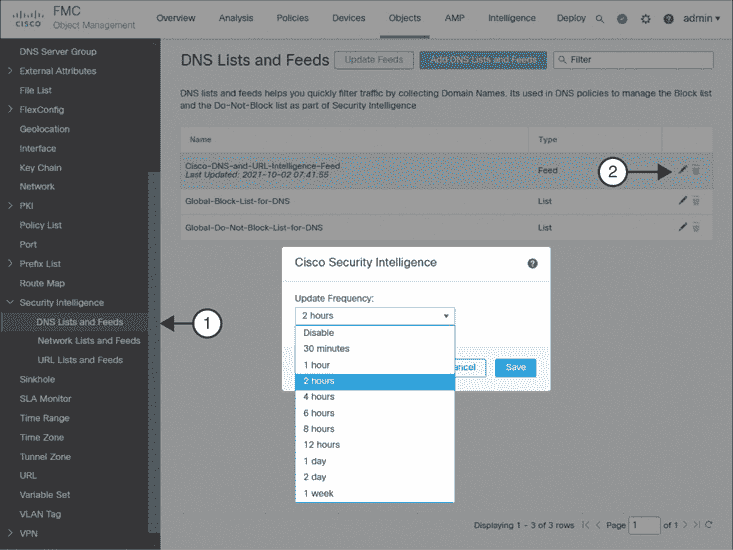 cisco
FMC
Object Management
Overview
Analysis
Policies
Devices
Objects
AMP
Intelligence
Deploy
admin
DNS Server Group
External Attributes
File List
FlexConfig
Geolocation
Interface
Key Chain
Network
PKI
Policy List
Port
Prefix List
Route Map
Security Intelligence
DNS Lists and Feeds
Network Lists and Feeds
URL Lists and Feeds
Sinkhole
SLA Monitor
Time Range
Time Zone
Tunnel Zone
URL
Variable Set
VLAN Tag
VPN
1
DNS Lists and Feeds
Update Feeds
Add DNS Lists and Feeds
Filter
DNS lists and feeds helps you quickly filter traffic by collecting Domain Names. Its used in DNS policies to manage the Block list
and the Do-Not-Block list as part of Security Intelligence
Name
Type
Cisco-DNS-and-URL-Intelligence-Feed
Last Updated: 2021-10-02 07:41:55
Feed
2
Global-Block-List-for-DNS
List
Global-Do-Not-Block-List-for-DNS
List
Cisco Security Intelligence
?
Update Frequency:
2 hours
Disable
30 minutes
1 hour
2 hours
4 hours
6 hours
8 hours
12 hours
1 day
2 day
1 week
ancel
Save
Displaying 1 - 3 of 3 rows
Page
1
of 1